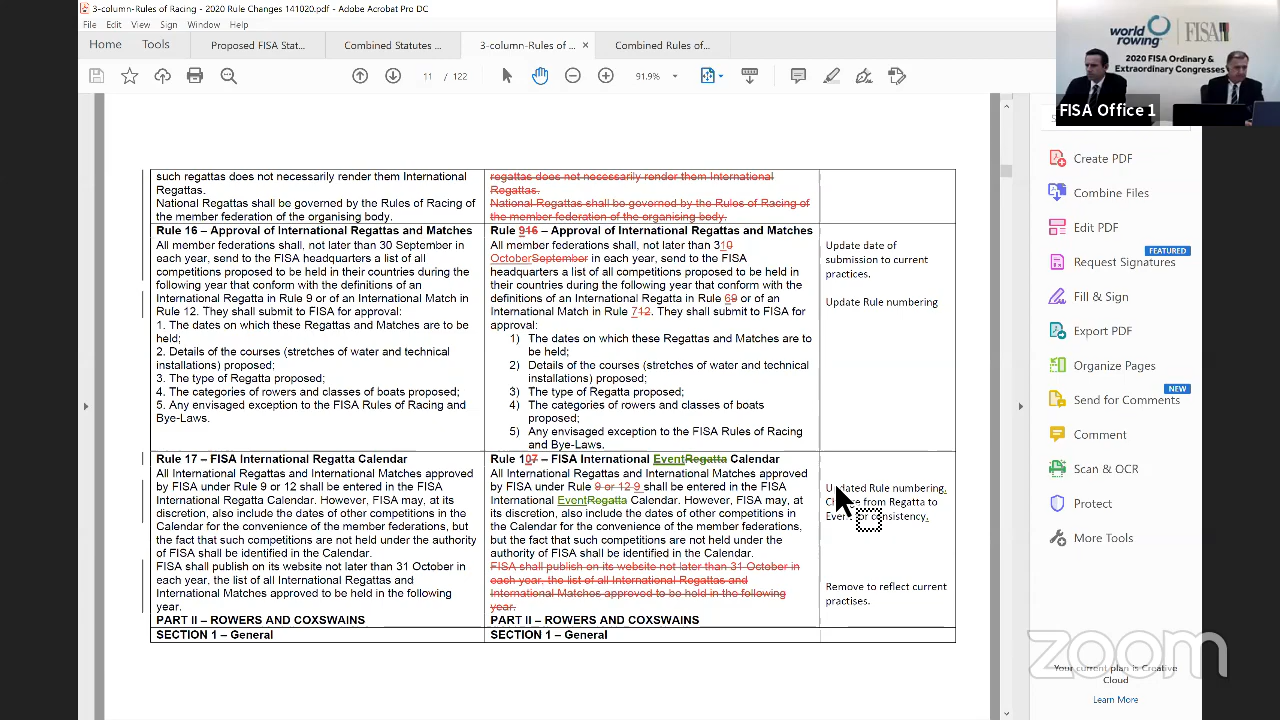 3-column-Rules of Racing - 2020 Rule Changes 141020.pdf - Adobe Acrobat Pro DC
File Edit View Sign Window Help
Home Tools Proposed FISA Stat... Combined Statutes ... 3-column-Rules of ... × Combined Rules of...
11 / 122 91.9%
world rowing FISA
2020 FISA Ordinary &
Extraordinary Congresses
FISA Office 1
such regattas does not necessarily render them International
Regattas.
National Regattas shall be governed by the Rules of Racing of
the member federation of the organising body.
Rule 16 – Approval of International Regattas and Matches
All member federations shall, not later than 30 September in
each year, send to the FISA headquarters a list of all
competitions proposed to be held in their countries during the
following year that conform with the definitions of an
International Regatta in Rule 9 or of an International Match in
Rule 12. They shall submit to FISA for approval:
1. The dates on which these Regattas and Matches are to be
held;
2. Details of the courses (stretches of water and technical
installations) proposed;
3. The type of Regatta proposed;
4. The categories of rowers and classes of boats proposed;
5. Any envisaged exception to the FISA Rules of Racing and
Bye-Laws.
Rule 17 – FISA International Regatta Calendar
All International Regattas and International Matches approved
by FISA under Rule 9 or 12 shall be entered in the FISA
International Regatta Calendar. However, FISA may, at its
discretion, also include the dates of other competitions in the
Calendar for the convenience of the member federations, but
the fact that such competitions are not held under the authority
of FISA shall be identified in the Calendar.
FISA shall publish on its website not later than 31 October in
each year, the list of all International Regattas and
International Matches approved to be held in the following
year.
PART II – ROWERS AND COXSWAINS
SECTION 1 – General
regattas does not necessarily render them International
Regattas.
National Regattas shall be governed by the Rules of Racing of
the member federation of the organising body.
Rule 916 – Approval of International Regattas and Matches
All member federations shall, not later than 310
OctoberSeptember in each year, send to the FISA
headquarters a list of all competitions proposed to be held in
their countries during the following year that conform with the
definitions of an International Regatta in Rule 69 or of an
International Match in Rule 712. They shall submit to FISA for
approval:
1) The dates on which these Regattas and Matches are to
be held;
2) Details of the courses (stretches of water and technical
installations) proposed;
3) The type of Regatta proposed;
4) The categories of rowers and classes of boats
proposed;
5) Any envisaged exception to the FISA Rules of Racing
and Bye-Laws.
Rule 107 – FISA International EventRegatta Calendar
All International Regattas and International Matches approved
by FISA under Rule 9 or 12 9 shall be entered in the FISA
International EventRegatta Calendar. However, FISA may, at
its discretion, also include the dates of other competitions in
the Calendar for the convenience of the member federations,
but the fact that such competitions are not held under the
authority of FISA shall be identified in the Calendar.
FISA shall publish on its website not later than 31 October in
each year, the list of all International Regattas and
International Matches approved to be held in the following
year.
PART II – ROWERS AND COXSWAINS
SECTION 1 – General
Update date of
submission to current
practices.
Update Rule numbering
Updated Rule numbering,
from Regatta to
consistency.
Remove to reflect current
practises.
Create PDF
Combine Files
Edit PDF
FEATURED
Request Signatures
Fill & Sign
Export PDF
Organize Pages
NEW
Send for Comments
Comment
Scan & OCR
Protect
More Tools
zoom
Your current plan is Creative
Cloud
Learn More